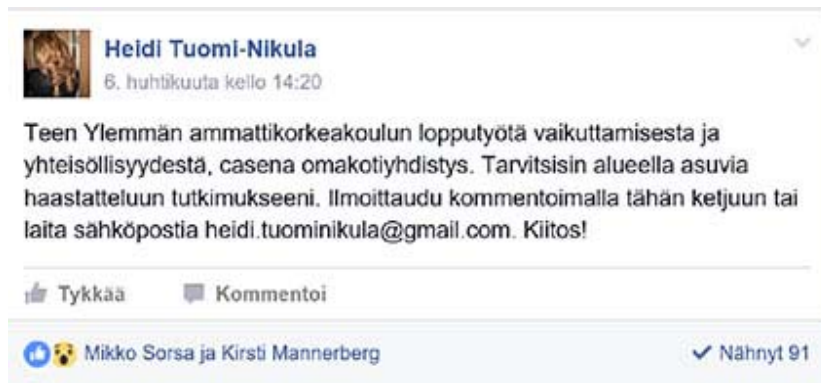 Heidi Tuomi-Nikula
6. huhtikuuta kello 14:20
Teen Ylemmän ammattikorkeakoulun lopputyötä vaikuttamisesta ja
yhteisöllisyydestä, casena omakotiyhdistys. Tarvitsisin alueella asuvia
haastatteluun tutkimukseeni. Ilmoittaudu kommentoimalla tähän ketjuun tai
laita sähköpostia heidi.tuominikula@gmail.com. Kiitos!
Tykkää Kommentoi
Mikko Sorsa ja Kirsti Mannerberg Nähnyt 91